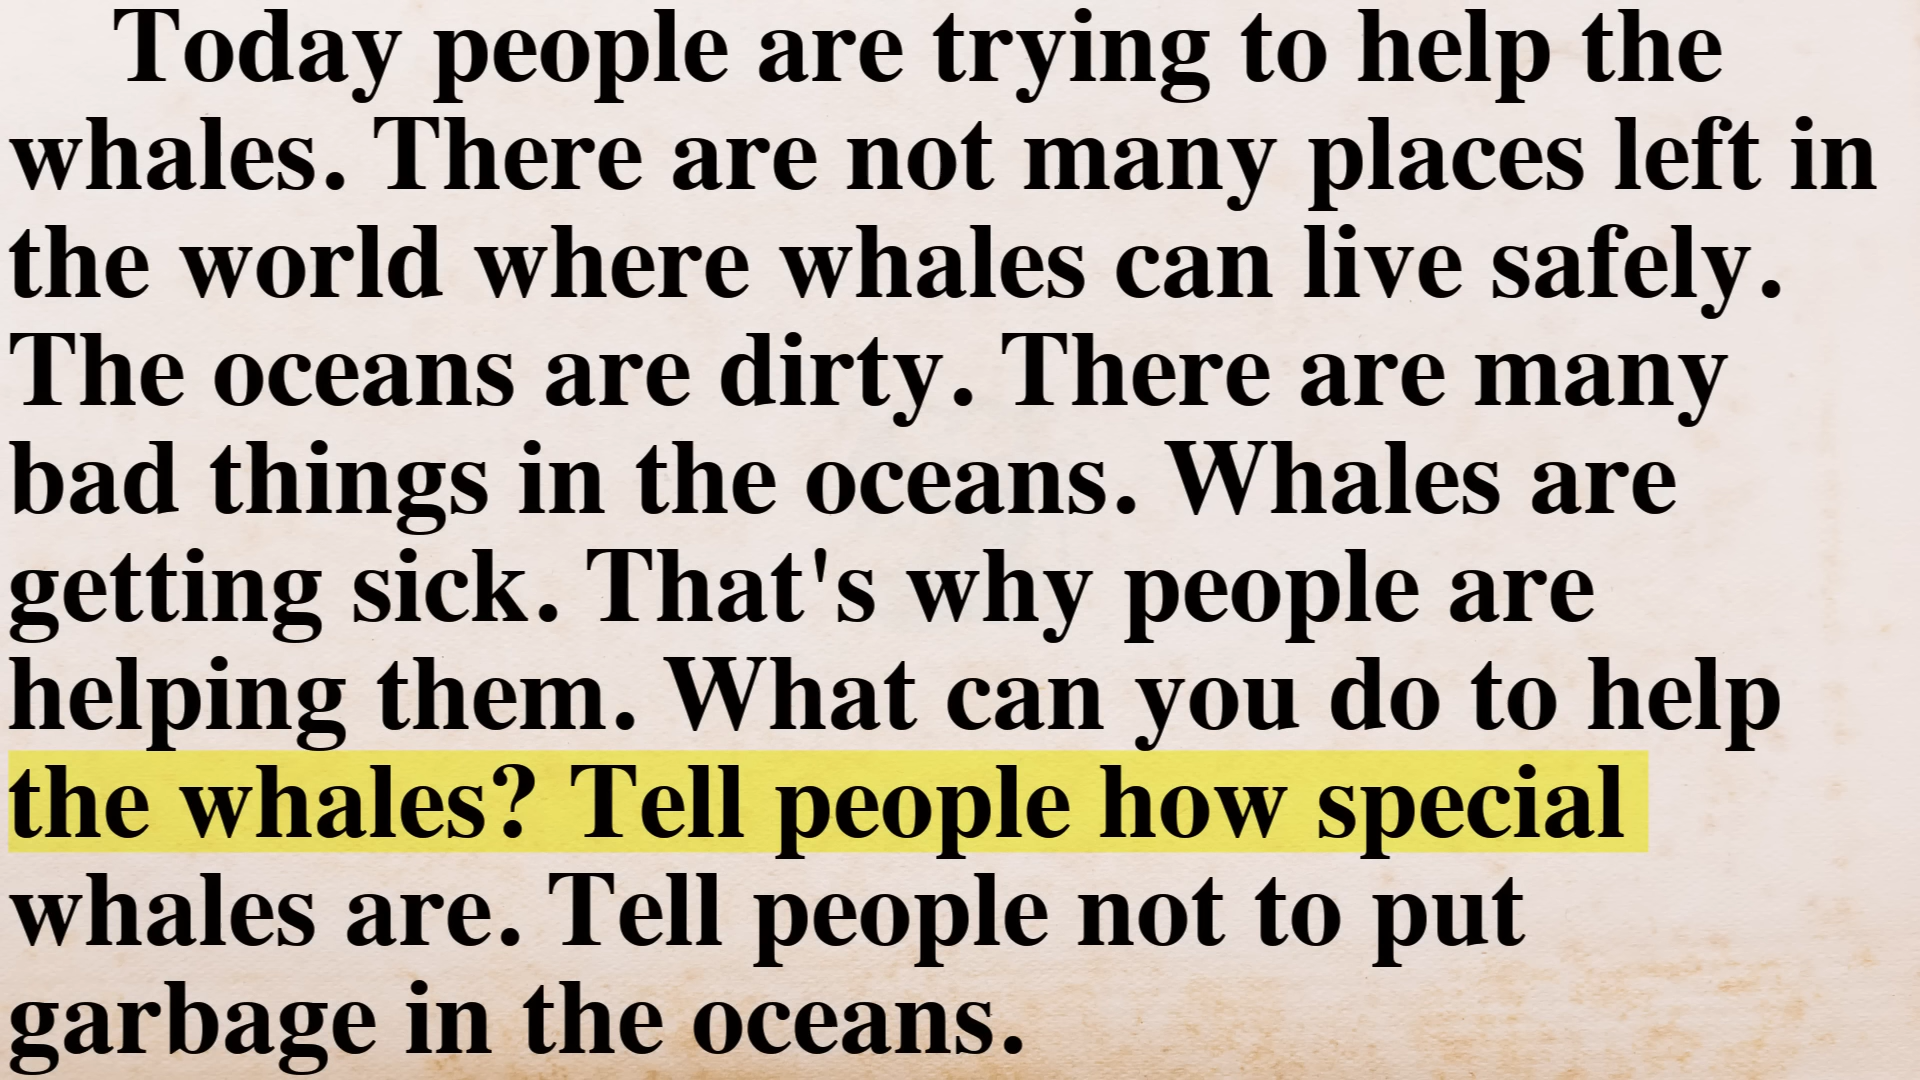 Today people are trying to help the
whales. There are not many places left in
the world where whales can live safely.
The oceans are dirty. There are many
bad things in the oceans. Whales are
getting sick. That's why people are
helping them. What can you do to help
the whales? Tell people how special
whales are. Tell people not to put
garbage in the oceans.